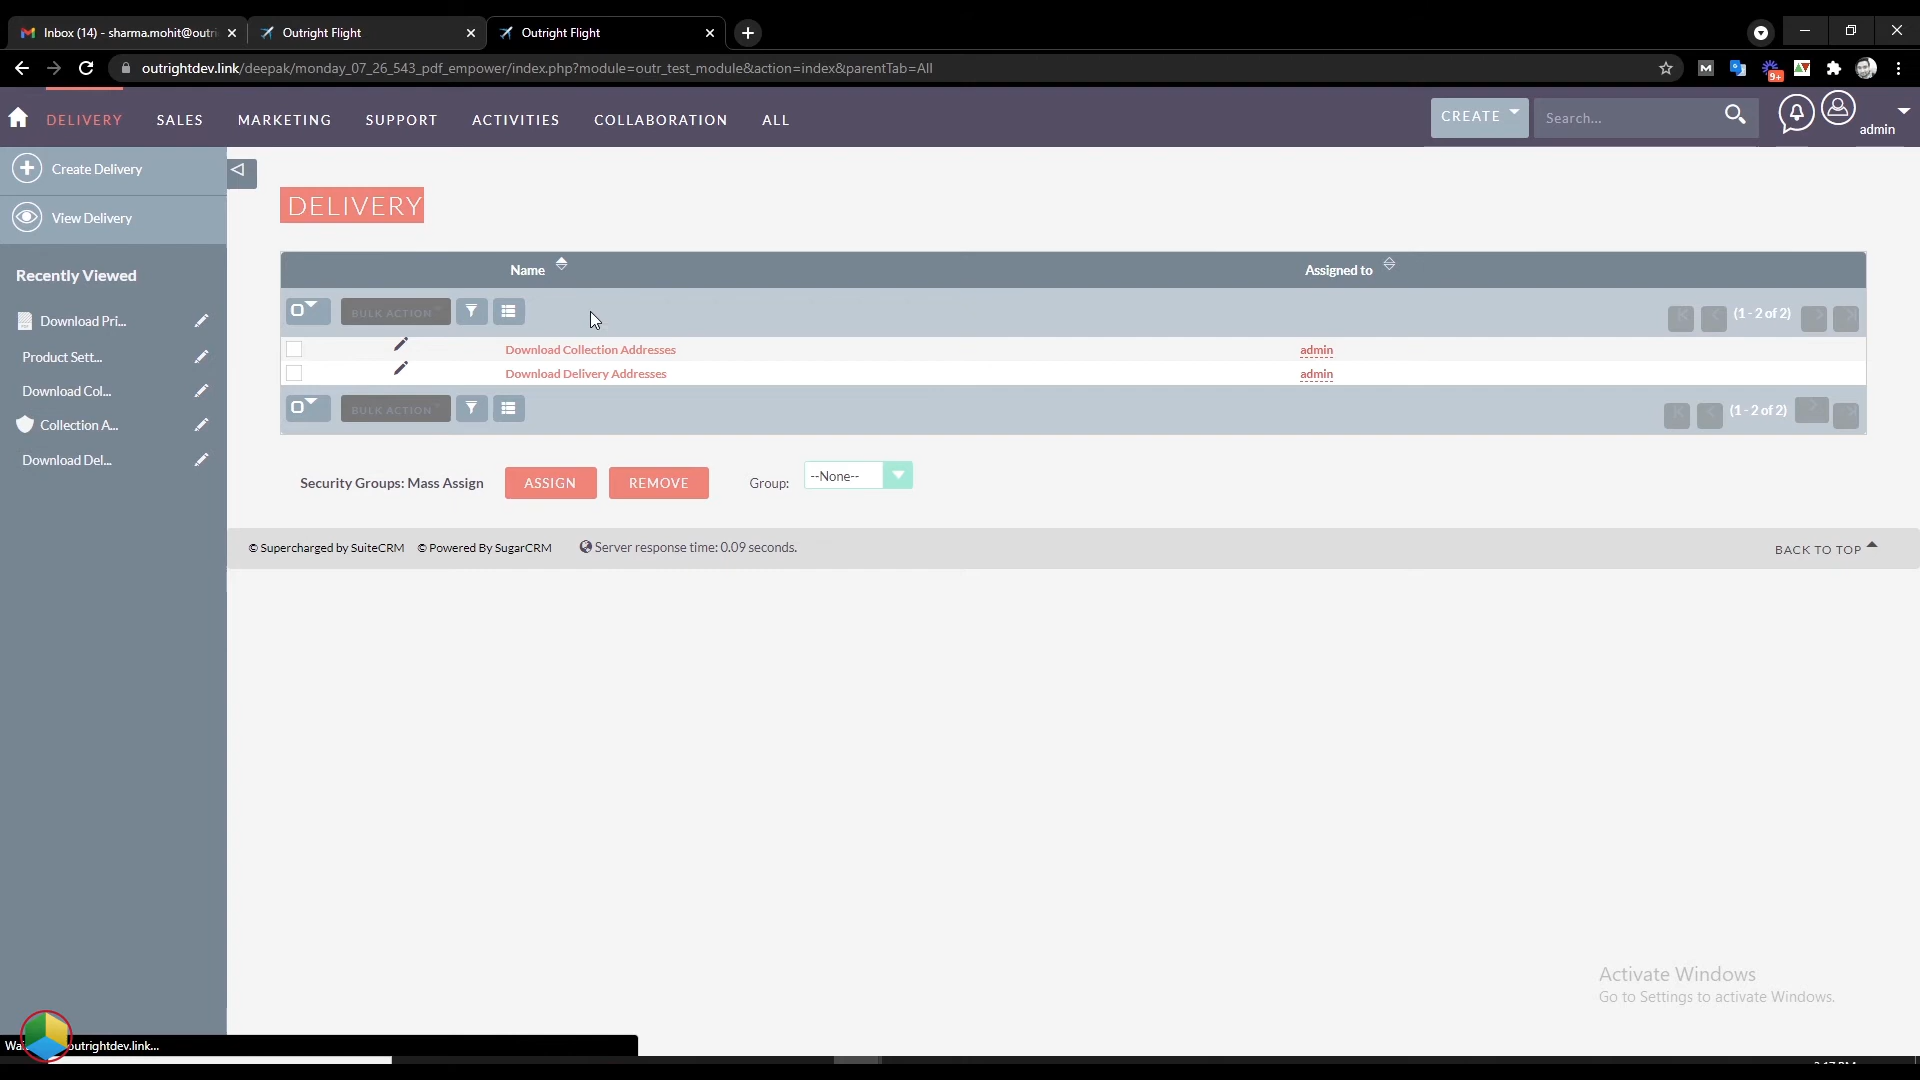 Inbox (14) - sharma.mohit@outri
Outright Flight
Outright Flight
outrightdev.link/deepak/monday_07_26_543_pdf_empower/index.php?module=outr_test_module&action=index&parentTab=All
M
9+
DELIVERY
SALES
MARKETING
SUPPORT
ACTIVITIES
COLLABORATION
ALL
CREATE
Search...
admin
Create Delivery
View Delivery
Recently Viewed
Download Pri...
Product Sett...
Download Col...
Collection A...
Download Del...
DELIVERY
Name
Assigned to
BULK ACTION
(1 - 2 of 2)
Download Collection Addresses
admin
Download Delivery Addresses
admin
BULK ACTION
(1 - 2 of 2)
Security Groups: Mass Assign
ASSIGN
REMOVE
Group:
--None--
© Supercharged by SuiteCRM
© Powered By SugarCRM
Server response time: 0.09 seconds.
BACK TO TOP
Activate Windows
Go to Settings to activate Windows.
outrightdev.link...